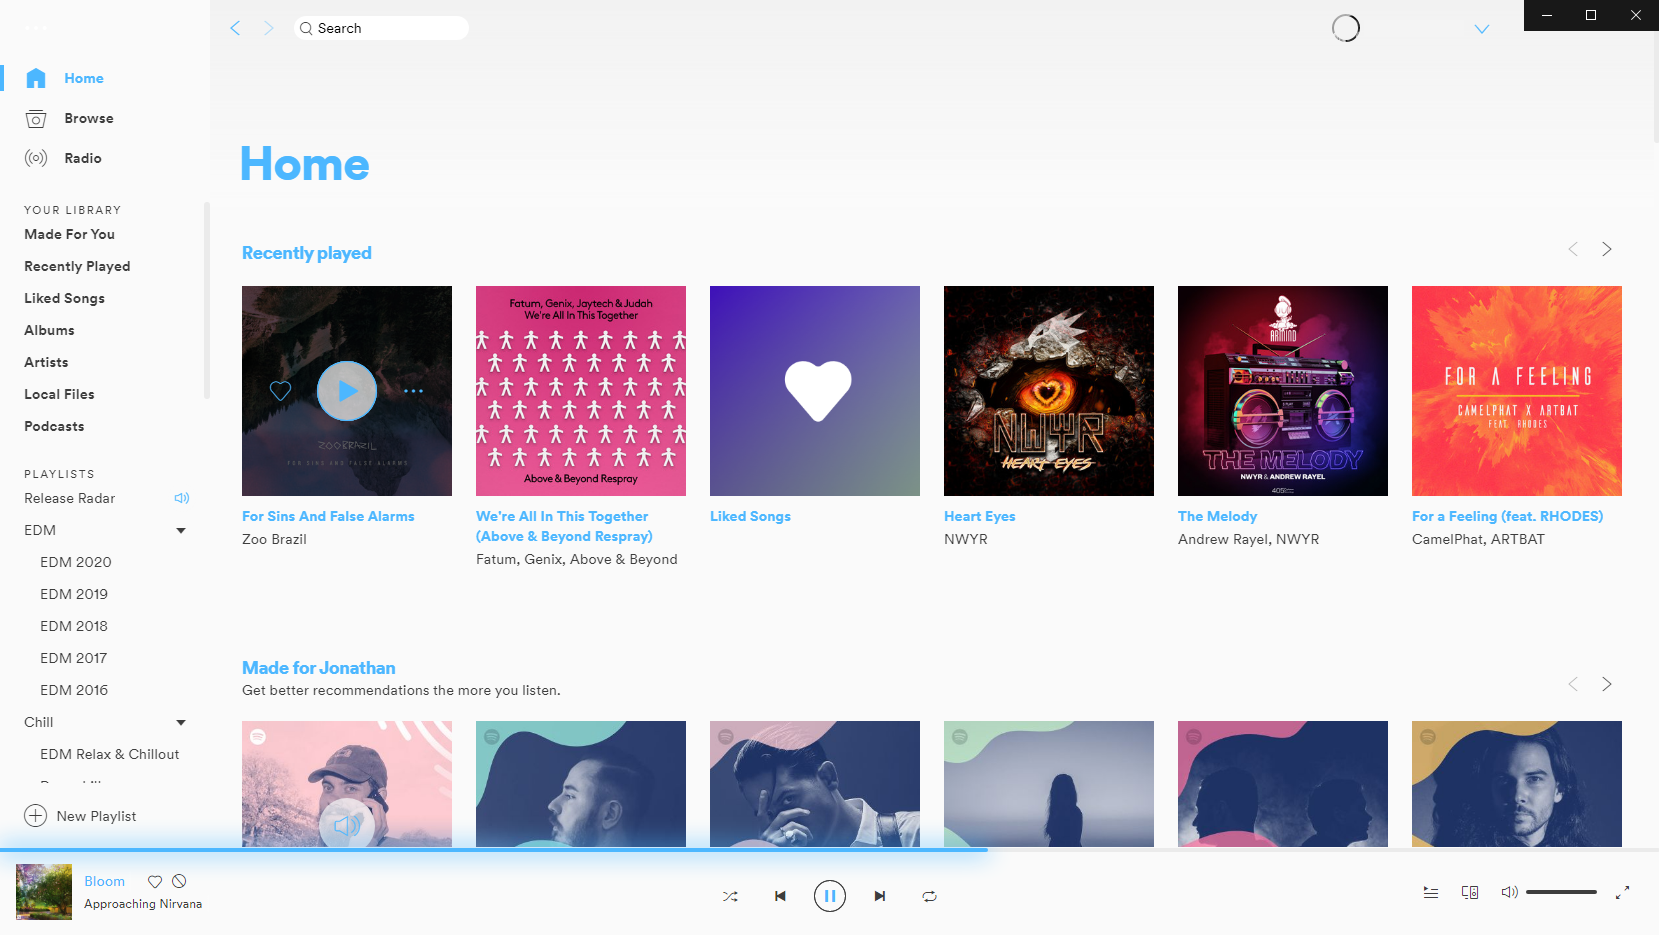 Search
Home
Browse
Radio
YOUR LIBRARY
Made For You
Recently Played
Liked Songs
Albums
Artists
Local Files
Podcasts
PLAYLISTS
Release Radar
EDM
EDM 2020
EDM 2019
EDM 2018
EDM 2017
EDM 2016
Chill
EDM Relax & Chillout
New Playlist
Home
Recently played
ZOO BRAZIL
FOR SINS AND FALSE ALARMS
For Sins And False Alarms
Zoo Brazil
Fatum, Genix, Jaytech & Judah
We're All In This Together
Above & Beyond Respray
We're All In This Together
(Above & Beyond Respray)
Fatum, Genix, Above & Beyond
Liked Songs
NWYR
HEART EYES
Heart Eyes
NWYR
ARMIND
THE MELODY
NWYR & ANDREW RAYEL
The Melody
Andrew Rayel, NWYR
FOR A FEELING
CAMELPHAT X ARTBAT
FEAT. RHODES
For a Feeling (feat. RHODES)
CamelPhat, ARTBAT
Made for Jonathan
Get better recommendations the more you listen.
Bloom
Approaching Nirvana